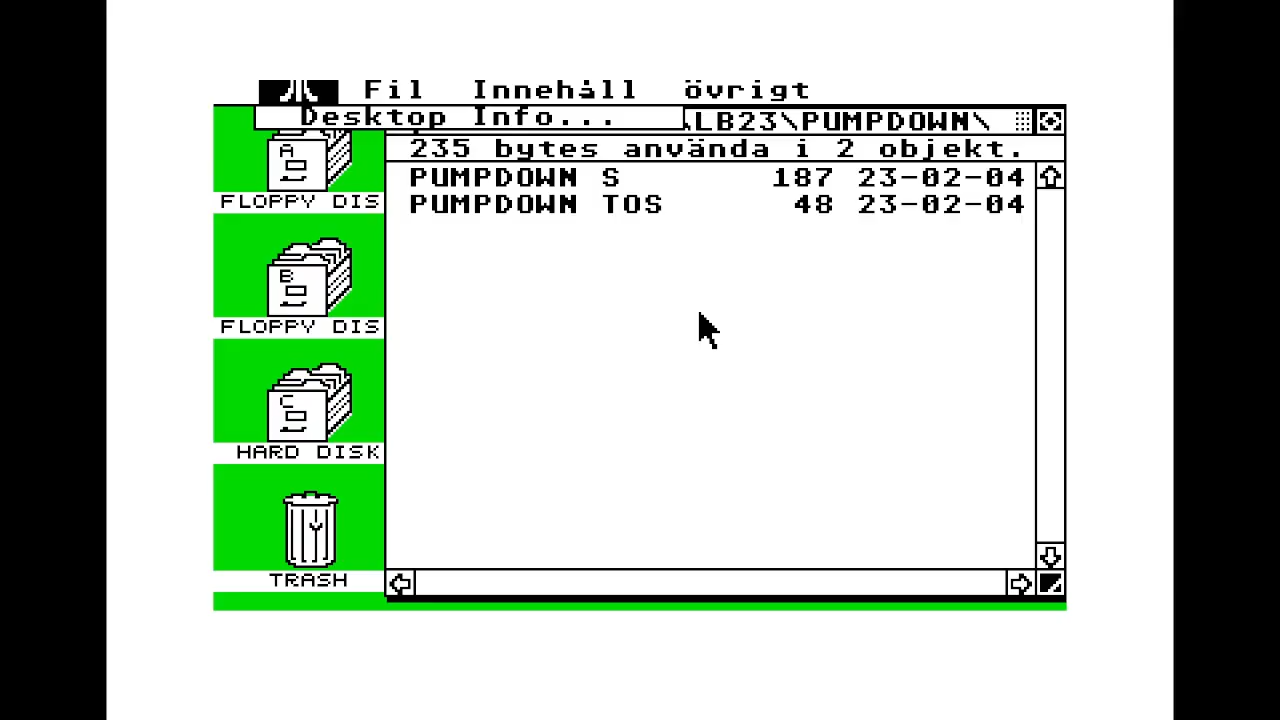 Fil Innehåll övrigt
Desktop Info...
LB23\PUMPDOWN\
235 bytes använda i 2 objekt.
PUMPDOWN S 187 23-02-04
PUMPDOWN TOS 48 23-02-04
A
FLOPPY DIS
B
FLOPPY DIS
C
HARD DISK
TRASH